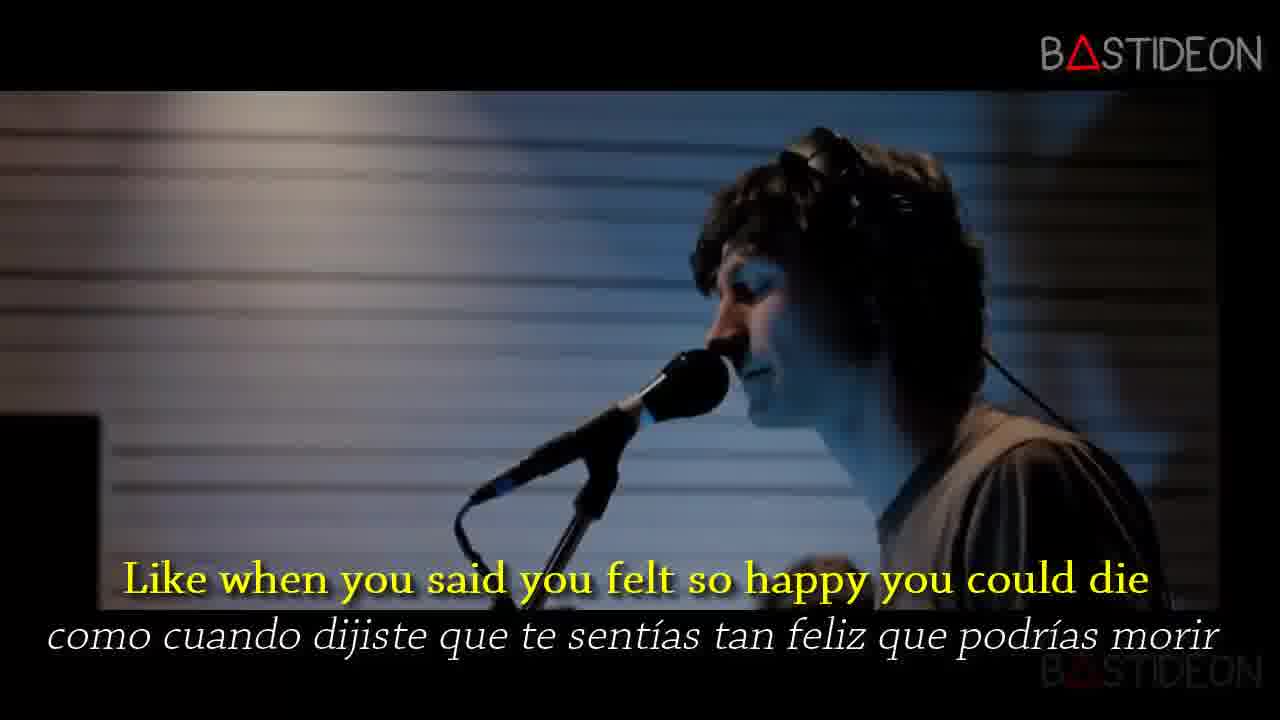 BASTIDEON
Like when you said you felt so happy you could die
como cuando dijiste que te sentías tan feliz que podrías morir
BASTIDEON